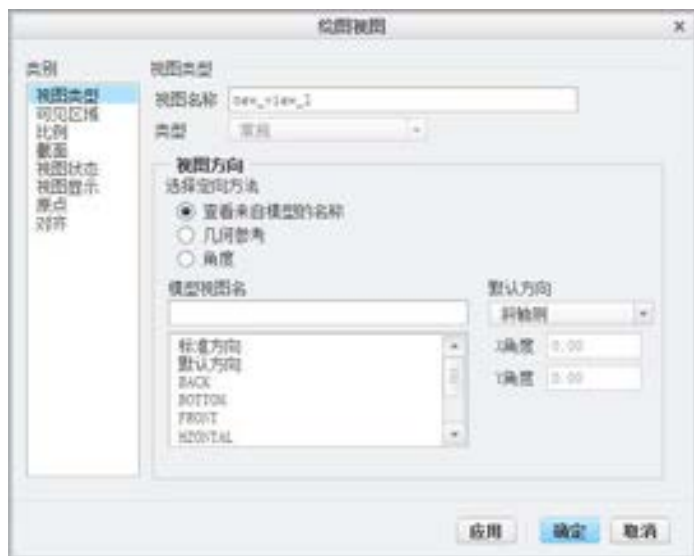 绘图视图
类别
视图类型
可见区域
比例
截面
视图状态
视图显示
原点
对齐
视图类型
视图名称 new_view_1
类型 常规
视图方向
选择定向方法
查看来自模型的名称
几何参考
角度
模型视图名
默认方向
斜轴测
标准方向
默认方向
BACK
BOTTOM
FRONT
X角度 0.00
Y角度 0.00
应用 确定 取消